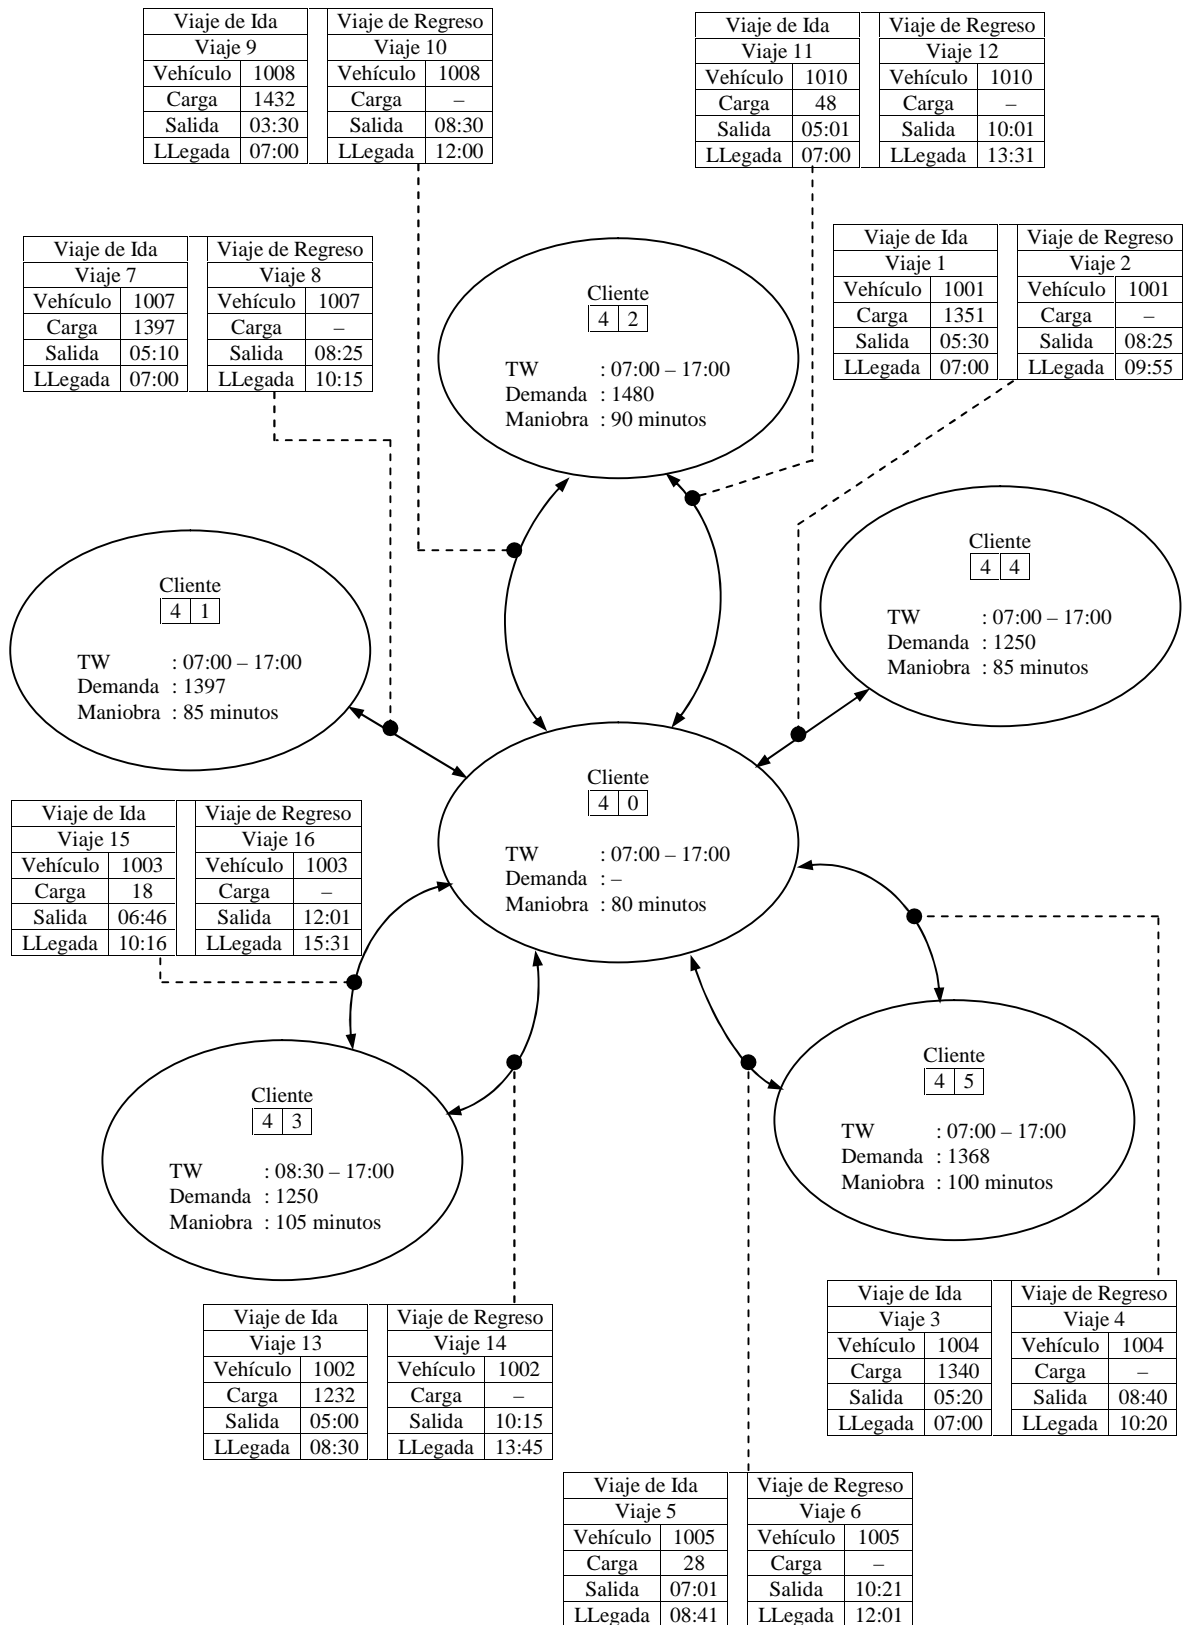 Viaje de Ida Viaje de Regreso
Viaje 9 Viaje 10
Vehículo 1008 Vehículo 1008
Carga 1432 Carga –
Salida 03:30 Salida 08:30
LLegada 07:00 LLegada 12:00
Viaje de Ida Viaje de Regreso
Viaje 11 Viaje 12
Vehículo 1010 Vehículo 1010
Carga 48 Carga –
Salida 05:01 Salida 10:01
LLegada 07:00 LLegada 13:31
Viaje de Ida Viaje de Regreso
Viaje 7 Viaje 8
Vehículo 1007 Vehículo 1007
Carga 1397 Carga –
Salida 05:10 Salida 08:25
LLegada 07:00 LLegada 10:15
Cliente
4 2
TW : 07:00 – 17:00
Demanda : 1480
Maniobra : 90 minutos
Viaje de Ida Viaje de Regreso
Viaje 1 Viaje 2
Vehículo 1001 Vehículo 1001
Carga 1351 Carga –
Salida 05:30 Salida 08:25
LLegada 07:00 LLegada 09:55
Cliente
4 1
TW : 07:00 – 17:00
Demanda : 1397
Maniobra : 85 minutos
Cliente
4 4
TW : 07:00 – 17:00
Demanda : 1250
Maniobra : 85 minutos
Cliente
4 0
TW : 07:00 – 17:00
Demanda : –
Maniobra : 80 minutos
Viaje de Ida Viaje de Regreso
Viaje 15 Viaje 16
Vehículo 1003 Vehículo 1003
Carga 18 Carga –
Salida 06:46 Salida 12:01
LLegada 10:16 LLegada 15:31
Cliente
4 3
TW : 08:30 – 17:00
Demanda : 1250
Maniobra : 105 minutos
Cliente
4 5
TW : 07:00 – 17:00
Demanda : 1368
Maniobra : 100 minutos
Viaje de Ida Viaje de Regreso
Viaje 13 Viaje 14
Vehículo 1002 Vehículo 1002
Carga 1232 Carga –
Salida 05:00 Salida 10:15
LLegada 08:30 LLegada 13:45
Viaje de Ida Viaje de Regreso
Viaje 3 Viaje 4
Vehículo 1004 Vehículo 1004
Carga 1340 Carga –
Salida 05:20 Salida 08:40
LLegada 07:00 LLegada 10:20
Viaje de Ida Viaje de Regreso
Viaje 5 Viaje 6
Vehículo 1005 Vehículo 1005
Carga 28 Carga –
Salida 07:01 Salida 10:21
LLegada 08:41 LLegada 12:01